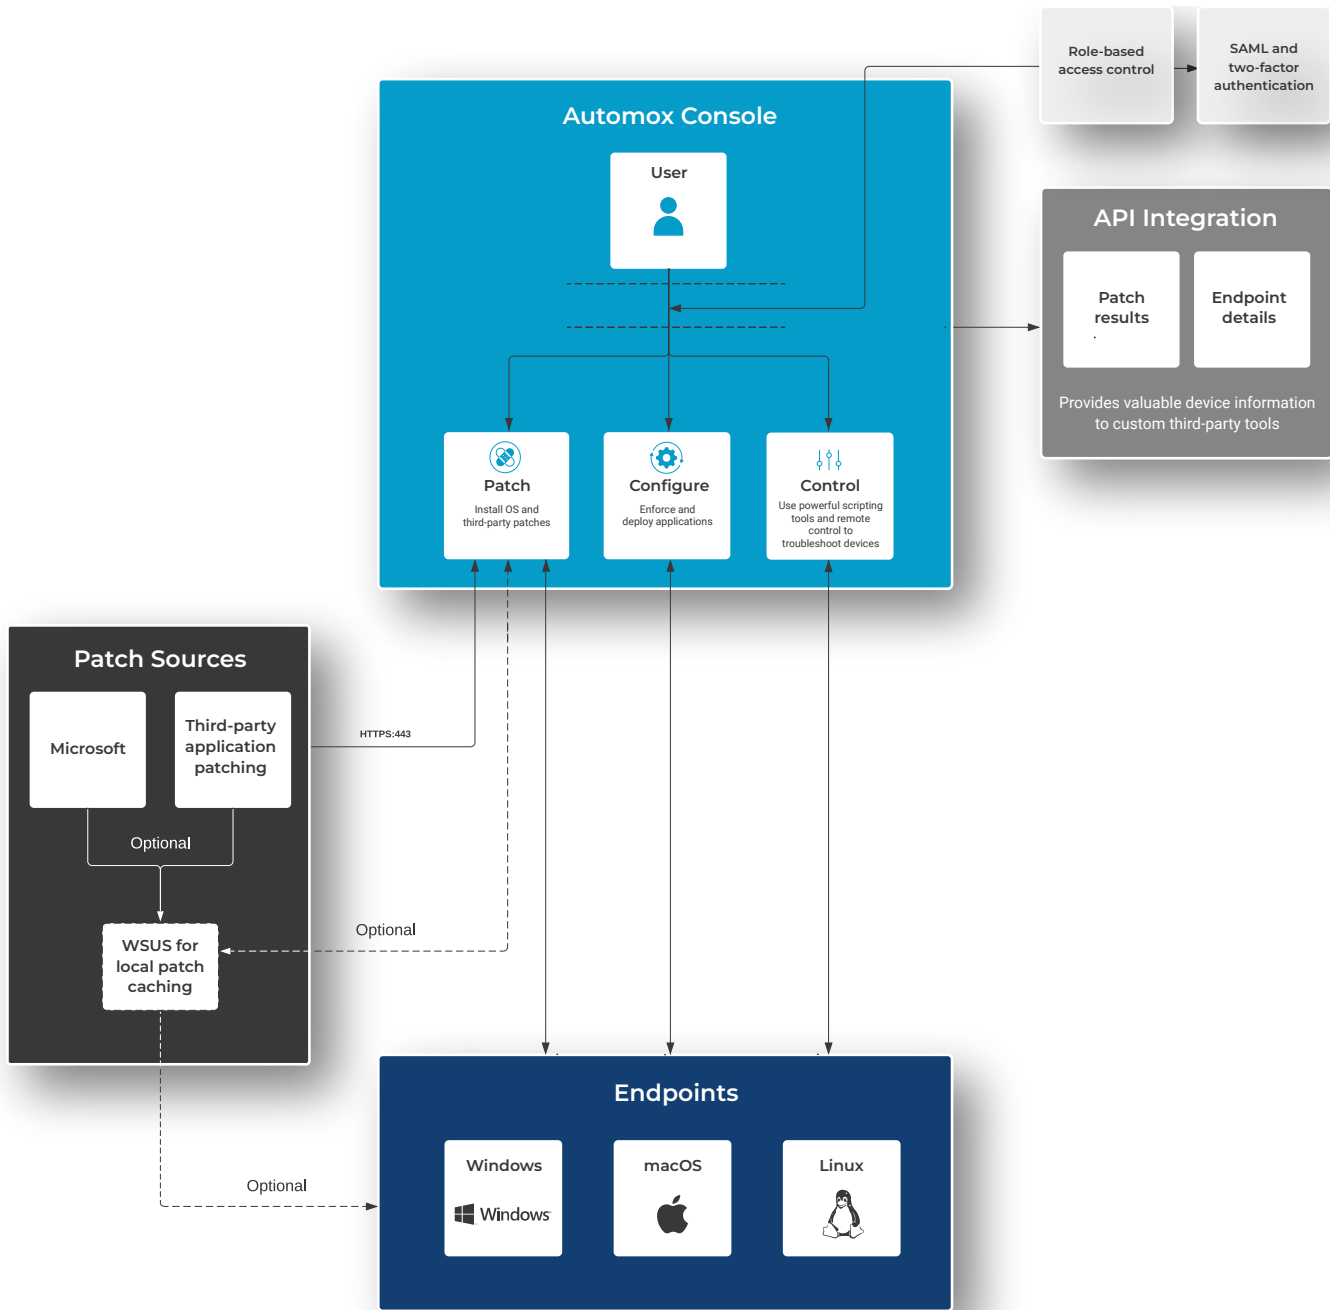 Role-based
access control
SAML and
two-factor
authentication
Automox Console
User
API Integration
Patch
results
Endpoint
details
Provides valuable device information
to custom third-party tools
Patch
Install OS and
third-party patches
Configure
Enforce and
deploy applications
Control
Use powerful scripting
tools and remote
control to
troubleshoot devices
Patch Sources
Microsoft
Third-party
application
patching
HTTPS:443
Optional
WSUS for
local patch
caching
Optional
Optional
Endpoints
Windows
Windows
macOS
Linux